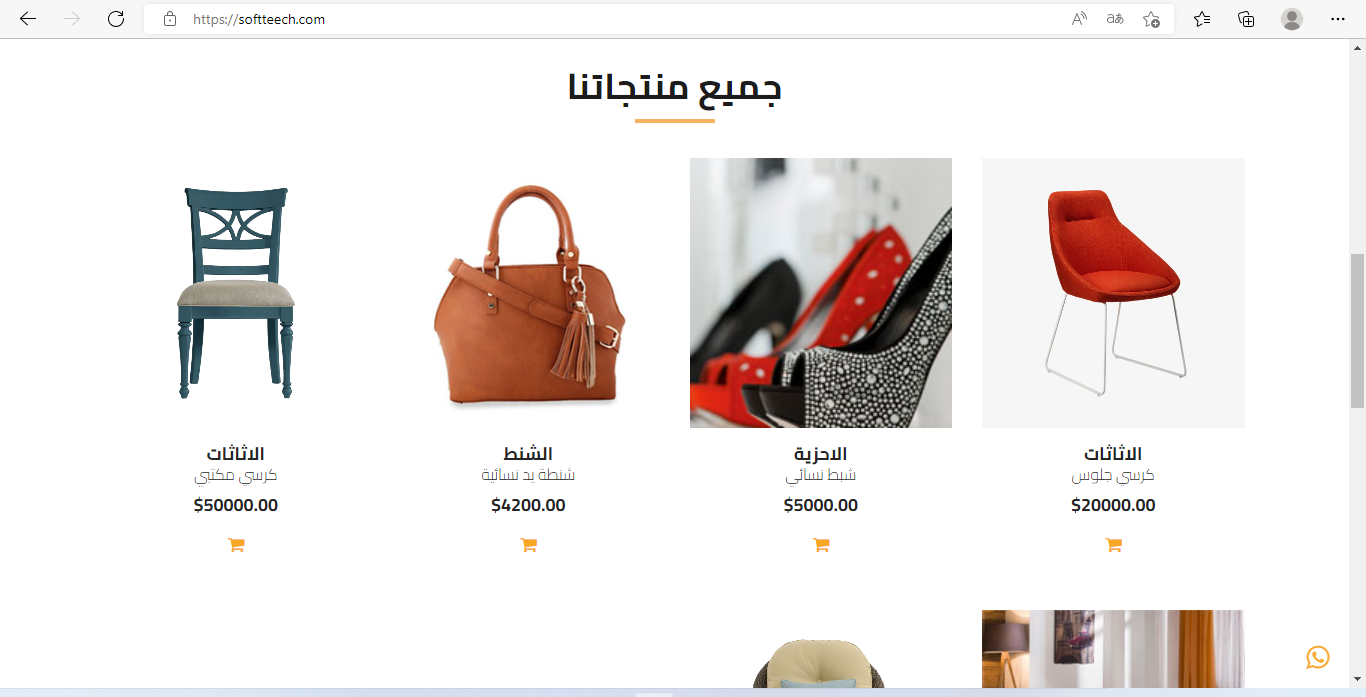 https://softteech.com
جميع منتجاتنا
الاثاثات
كرسي جلوس
$20000.00
الاحزية
شبط نسائي
$5000.00
الشنط
شنطة يد نسائية
$4200.00
الاثاثات
كرسي مكتبي
$50000.00